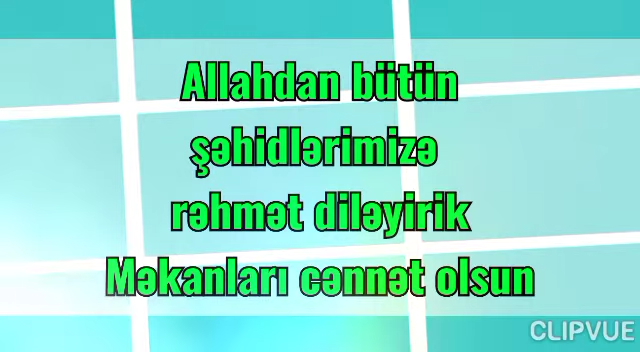 Allahdan bütün
şəhidlərimizə
rəhmət diləyirik
Məkanları cənnət olsun
CLIPVUE